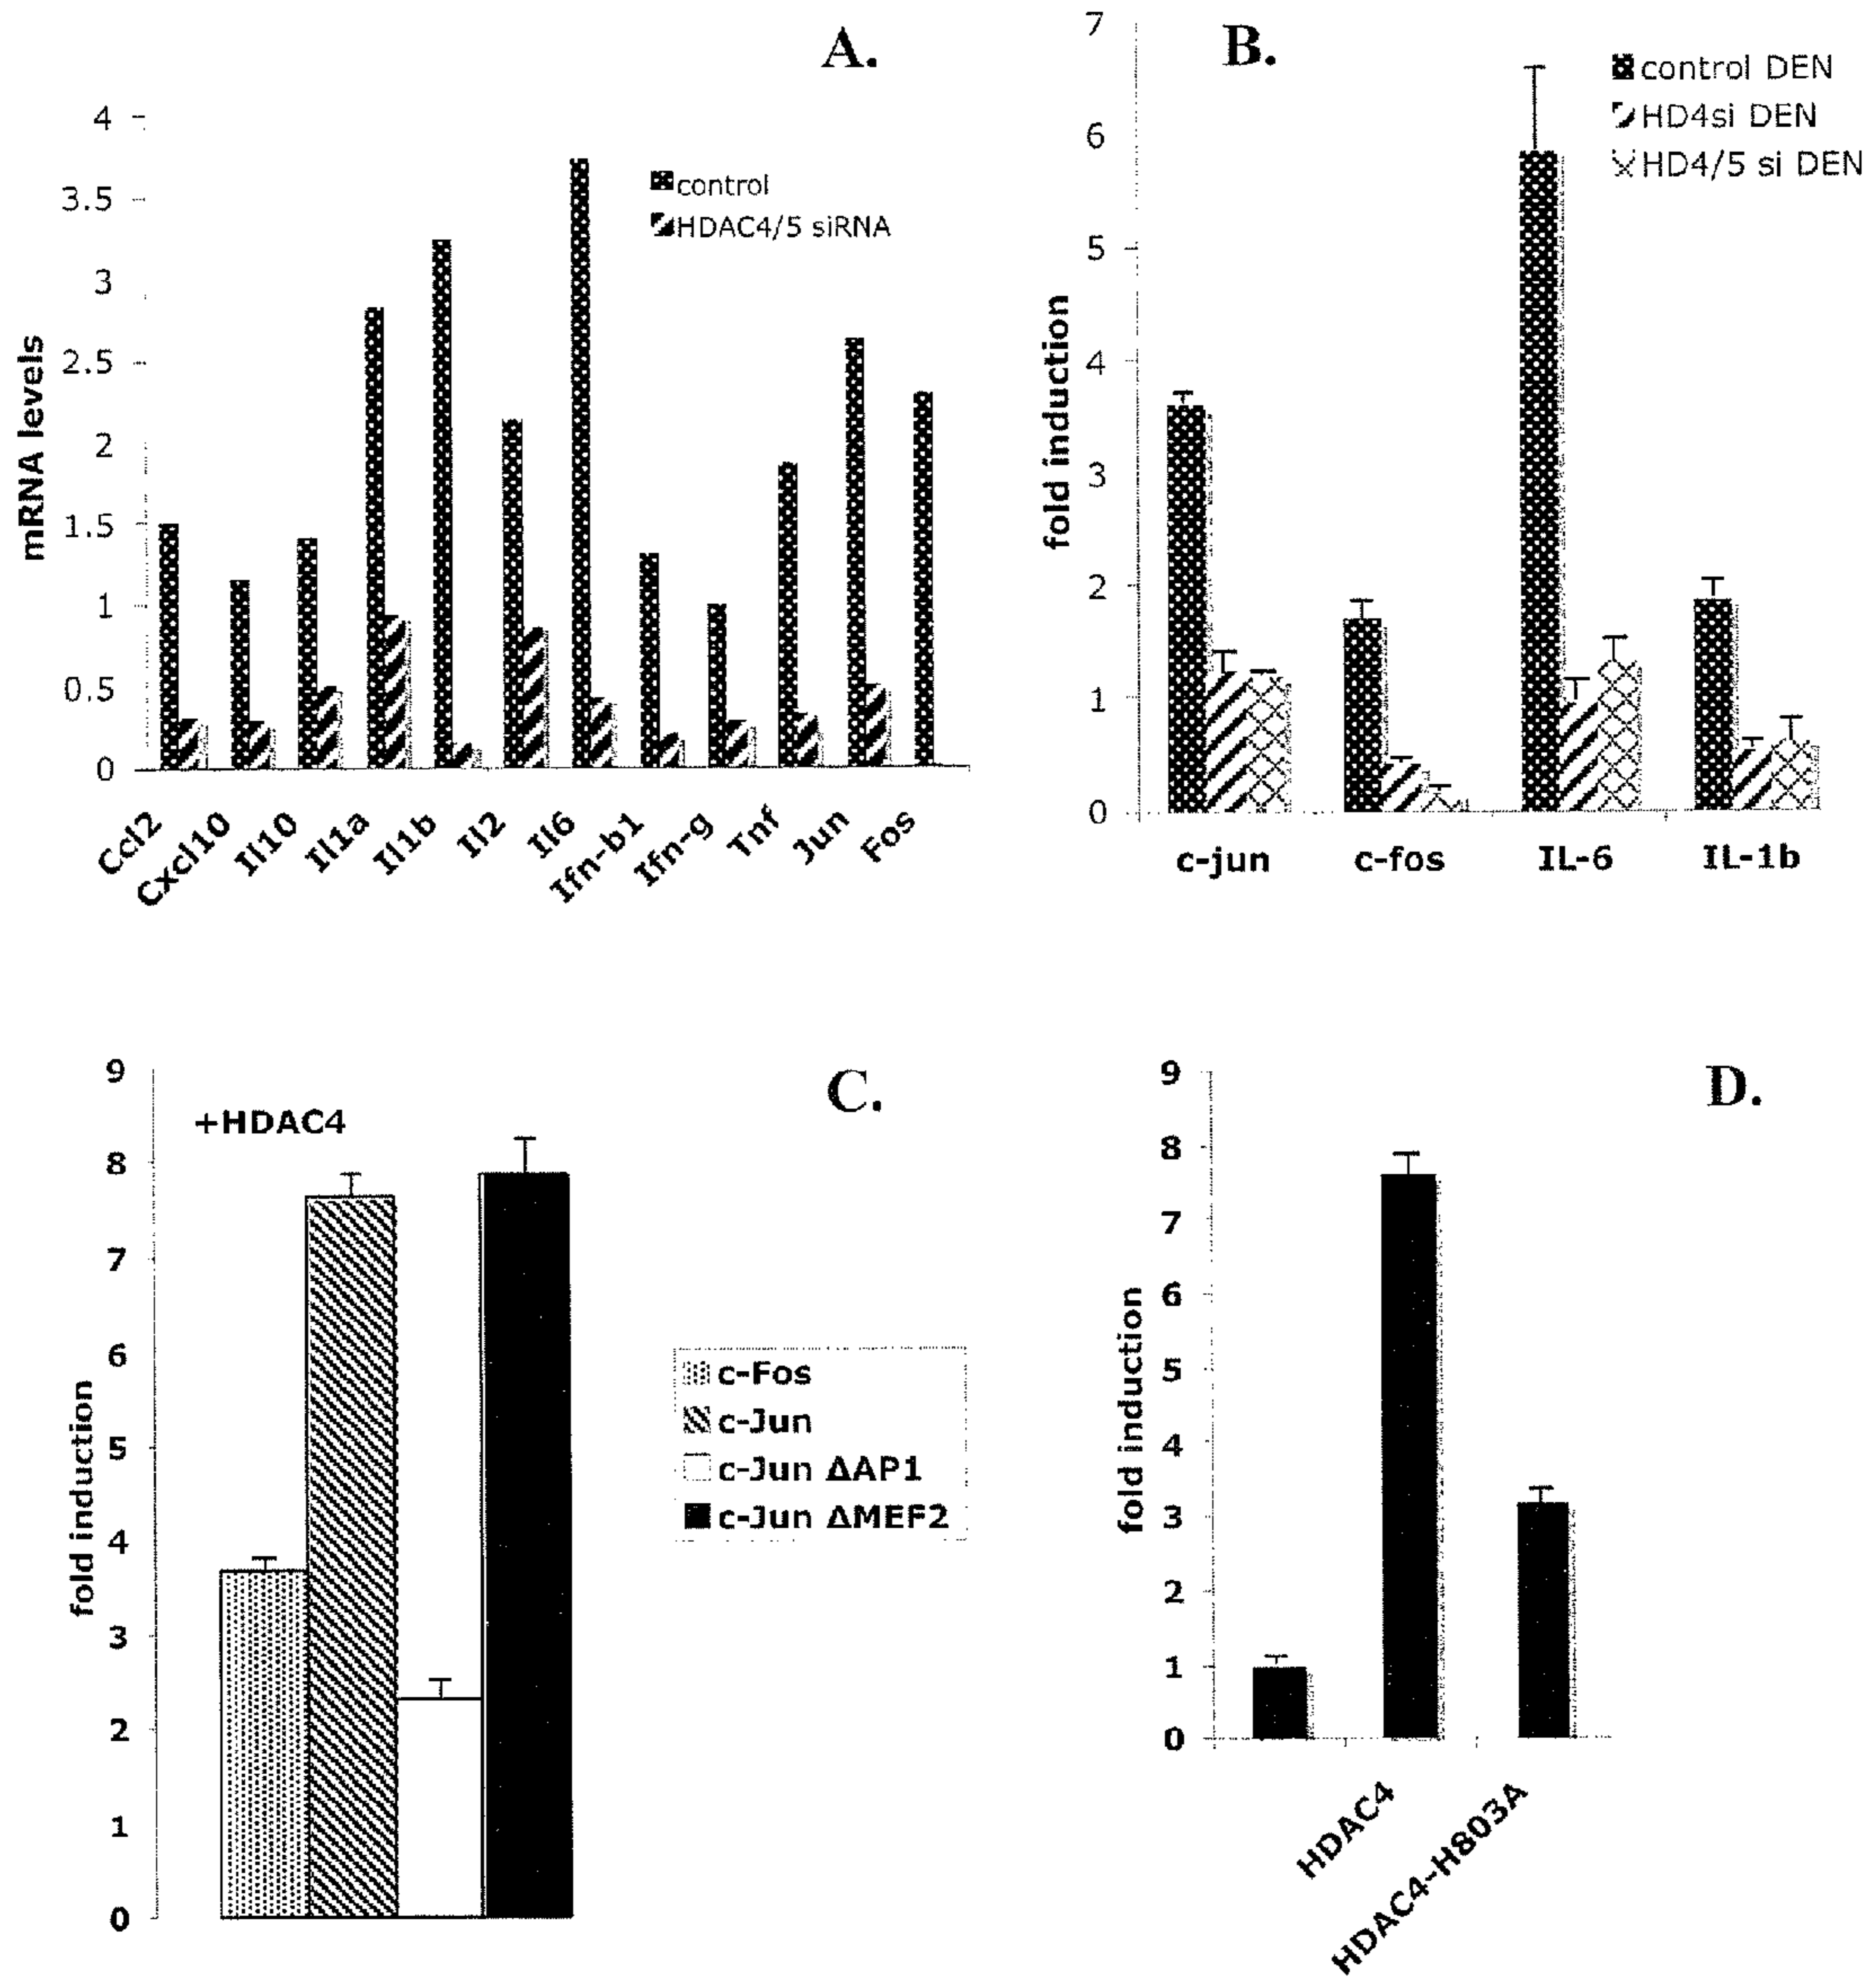 A.
4
3.5
3
2.5
2
1.5
1
0.5
0
mRNA levels
control
HDAC4/5 siRNA
Ccl2
Cxcl10
Il10
Il1a
Il1b
Il2
Il6
Ifn-b1
Ifn-g
Tnf
Jun
Fos
B.
7
6
5
4
3
2
1
0
fold induction
control DEN
HD4si DEN
HD4/5 si DEN
c-jun
c-fos
IL-6
IL-1b
C.
+HDAC4
9
8
7
6
5
4
3
2
1
0
fold induction
c-Fos
c-Jun
c-Jun ΔAP1
c-Jun ΔMEF2
D.
9
8
7
6
5
4
3
2
1
0
fold induction
HDAC4
HDAC4-H803A